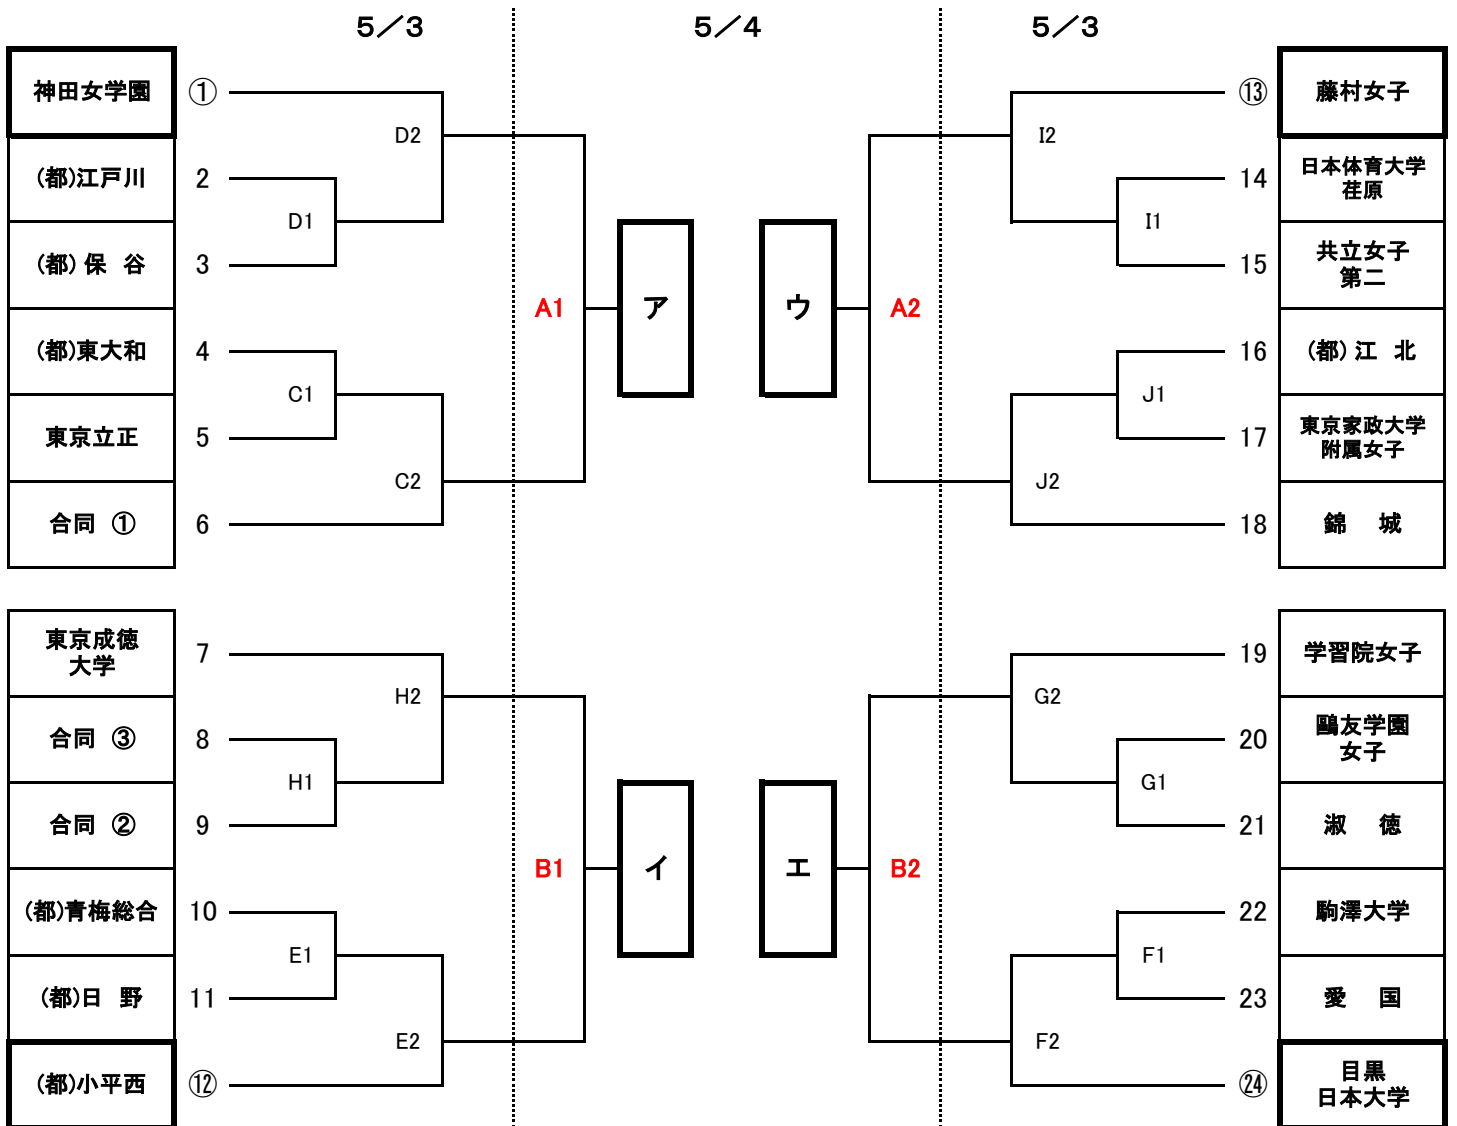 5／3
5／4
5／3
神田女学園
①
⑬
藤村女子
D2
I2
(都)江戸川
2
14
日本体育大学
荏原
D1
I1
(都) 保 谷
3
15
共立女子
第二
A1
ア
ウ
A2
(都)東大和
4
16
(都) 江 北
C1
J1
東京立正
5
17
東京家政大学
附属女子
C2
J2
合同 ①
6
18
錦 城
東京成徳
大学
7
19
学習院女子
H2
G2
合同 ③
8
20
鷗友学園
女子
H1
G1
合同 ②
9
21
淑 徳
B1
イ
エ
B2
(都)青梅総合
10
22
駒澤大学
E1
F1
(都)日 野
11
23
愛 国
E2
F2
(都)小平西
⑫
㉔
目黒
日本大学